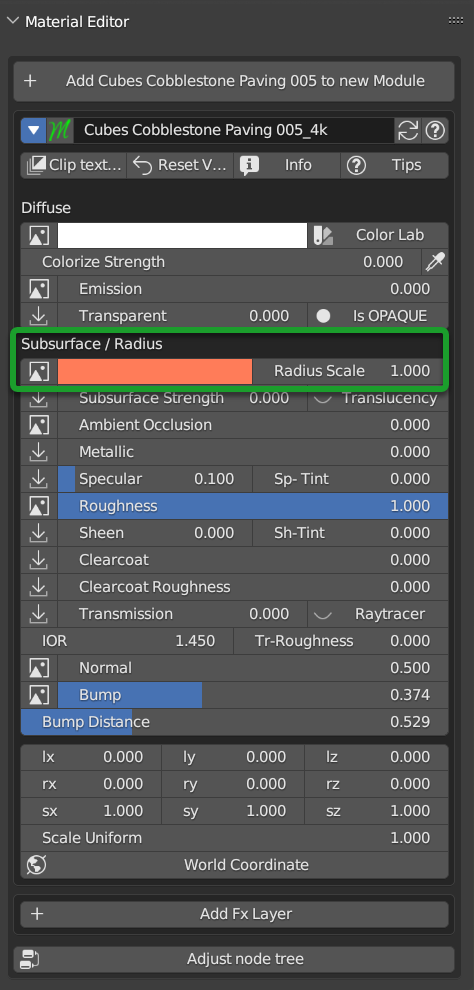 Material Editor
Add Cubes Cobblestone Paving 005 to new Module
Cubes Cobblestone Paving 005_4k
Clip text... Reset V... Info Tips
Diffuse
Color Lab
Colorize Strength 0.000
Emission 0.000
Transparent 0.000 Is OPAQUE
Subsurface / Radius
Radius Scale 1.000
Subsurface Strength 0.000 Translucency
Ambient Occlusion 0.000
Metallic 0.000
Specular 0.100 Sp- Tint 0.000
Roughness 1.000
Sheen 0.000 Sh-Tint 0.000
Clearcoat 0.000
Clearcoat Roughness 0.000
Transmission 0.000 Raytracer
IOR 1.450 Tr-Roughness 0.000
Normal 0.500
Bump 0.374
Bump Distance 0.529
lx 0.000 ly 0.000 lz 0.000
rx 0.000 ry 0.000 rz 0.000
sx 1.000 sy 1.000 sz 1.000
Scale Uniform 1.000
World Coordinate
Add Fx Layer
Adjust node tree